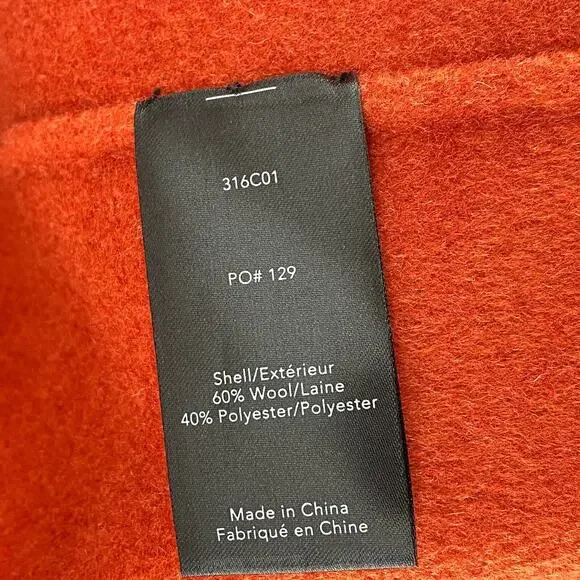 316C01
PO# 129
Shell/Extérieur
60% Wool/Laine
40% Polyester/Polyester
Made in China
Fabriqué en Chine